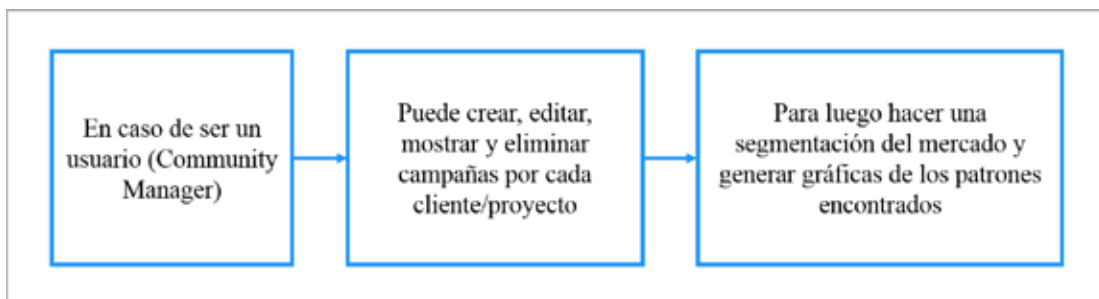 En caso de ser un
usuario (Community
Manager)
Puede crear, editar,
mostrar y eliminar
campañas por cada
cliente/proyecto
Para luego hacer una
segmentación del mercado y
generar gráficas de los patrones
encontrados